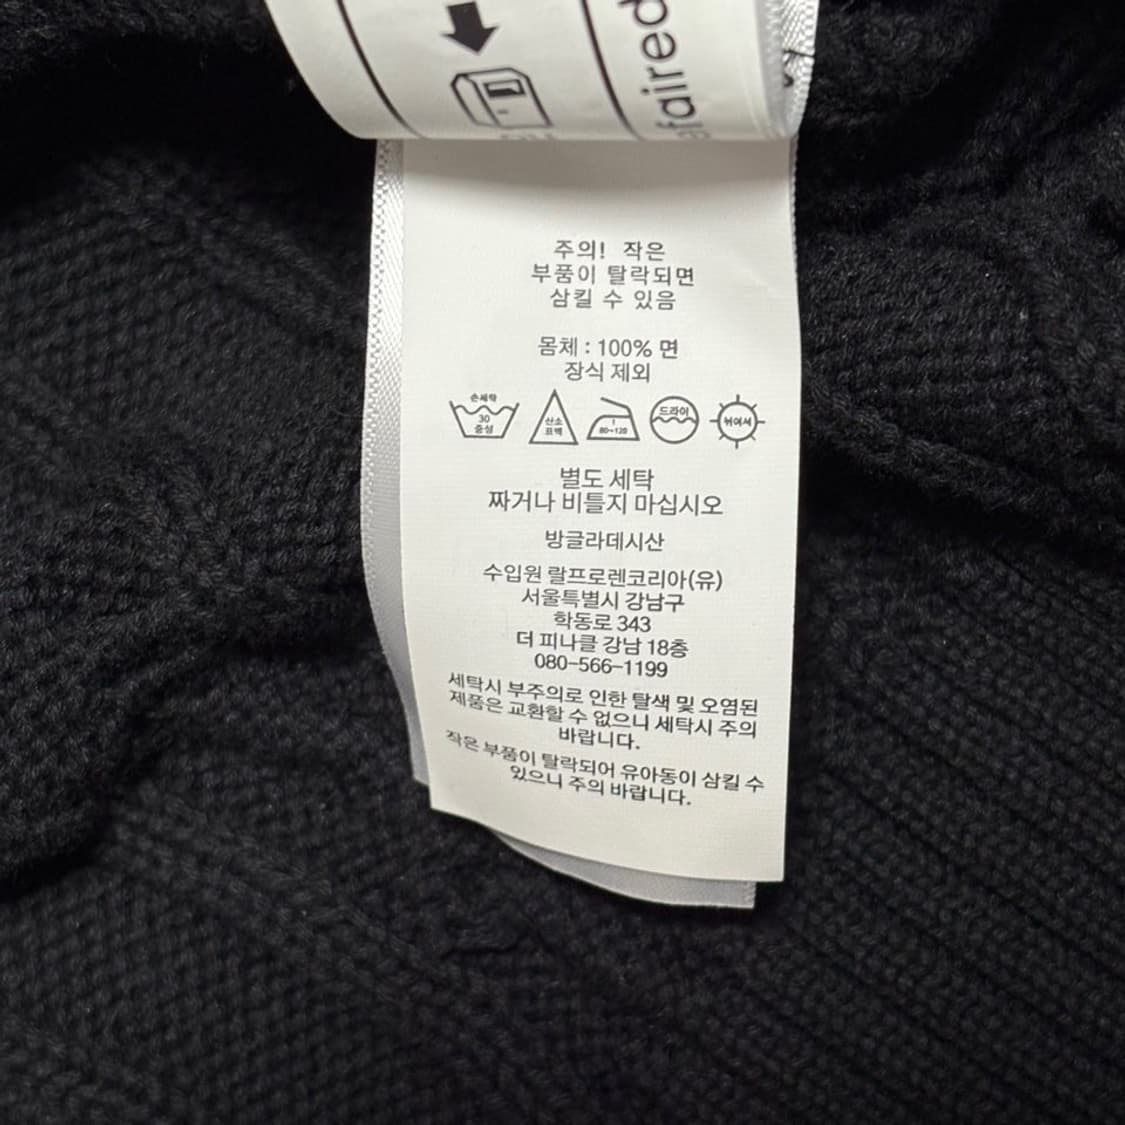 주의! 작은
부품이 탈락되면
삼킬 수 있음
몸체 : 100% 면
장식 제외
손세탁
30
중성
산소
표백
80~120
드라이
뉘어서
별도 세탁
짜거나 비틀지 마십시오
방글라데시산
수입원 랄프로렌코리아(유)
서울특별시 강남구
학동로 343
더 피나클 강남 18층
080-566-1199
세탁시 부주의로 인한 탈색 및 오염된
제품은 교환할 수 없으니 세탁시 주의
바랍니다.
작은 부품이 탈락되어 유아동이 삼킬 수
있으니 주의 바랍니다.